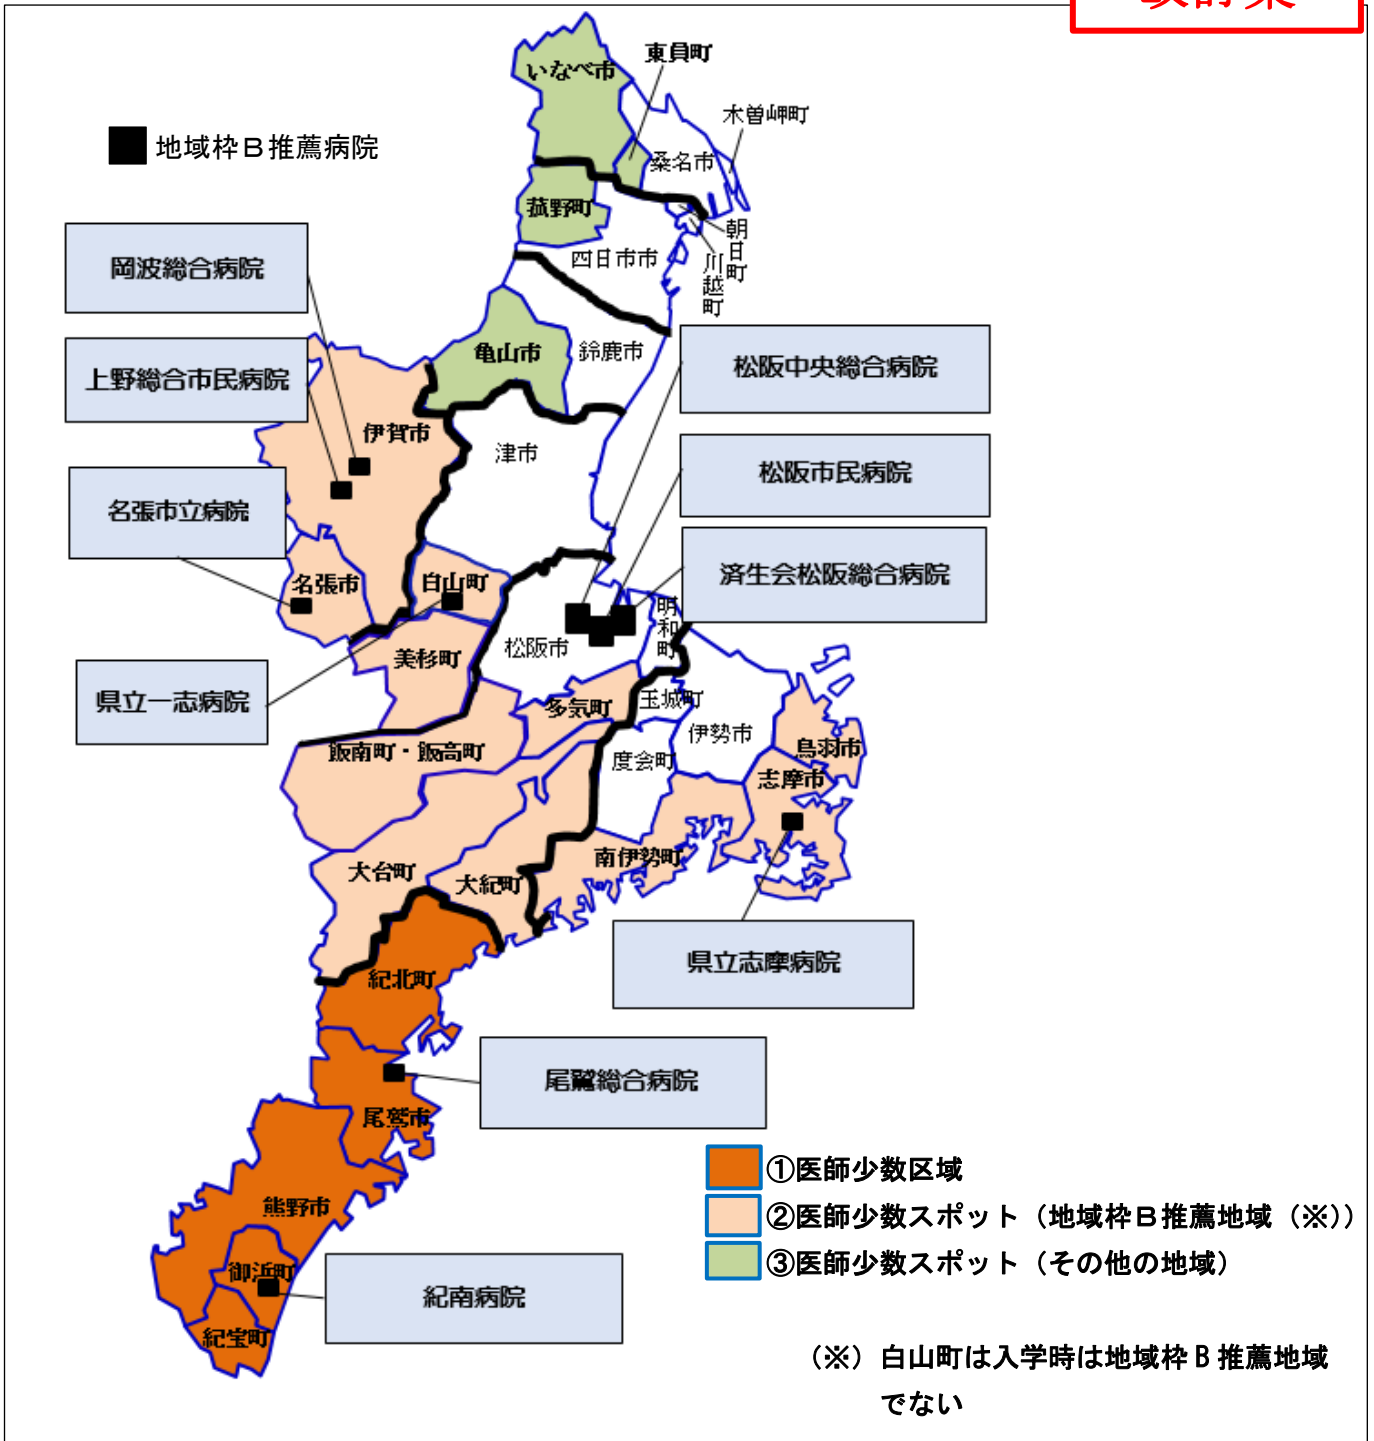 改訂案
いなべ市
東員町
木曽岬町
桑名市
地域枠Ｂ推薦病院
菰野町
朝日町
川越町
四日市市
岡波総合病院
亀山市
鈴鹿市
松阪中央総合病院
上野総合市民病院
伊賀市
津市
松阪市民病院
名張市立病院
済生会松阪総合病院
名張市
白山町
明和町
松阪市
美杉町
県立一志病院
多気町
玉城町
伊勢市
飯南町・飯高町
度会町
鳥羽市
志摩市
南伊勢町
大台町
大紀町
県立志摩病院
紀北町
尾鷲総合病院
尾鷲市
①医師少数区域
熊野市
②医師少数スポット（地域枠Ｂ推薦地域（※））
③医師少数スポット（その他の地域）
御浜町
紀南病院
紀宝町
（※）白山町は入学時は地域枠Ｂ推薦地域
でない